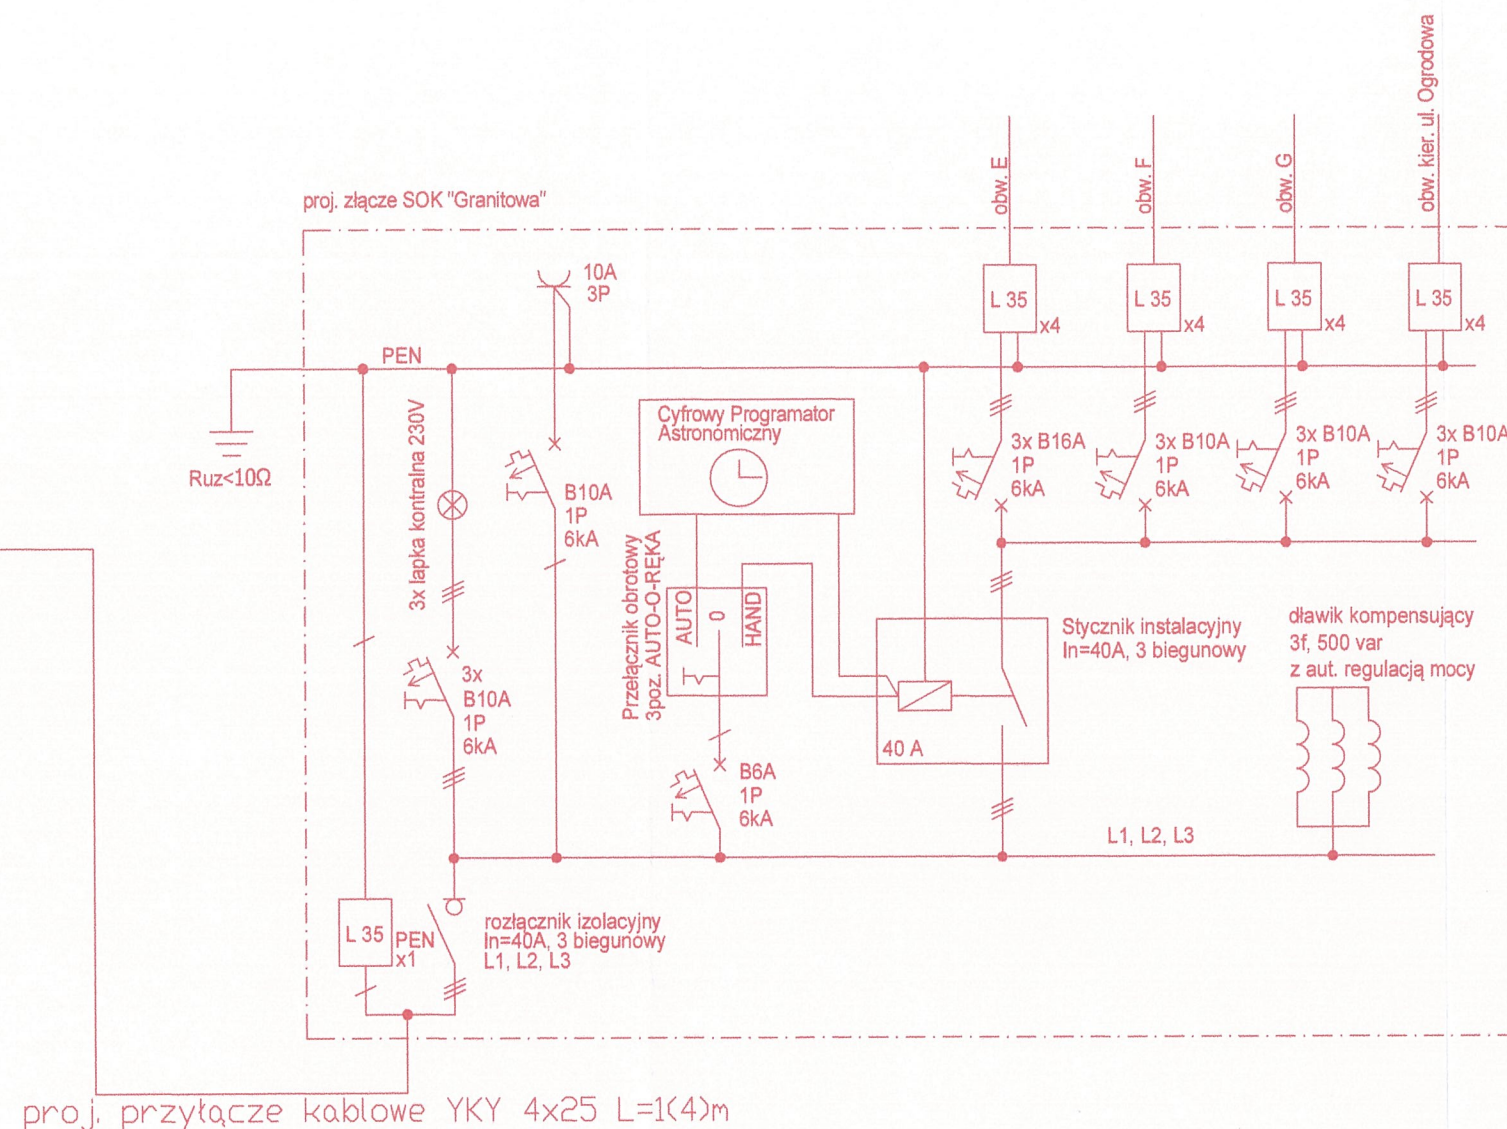 obw. E
obw. F
obw. G
obw. kier. ul. Ogrodowa
proj. złącze SOK "Granitowa"
10A
3P
L 35
x4
L 35
x4
L 35
x4
L 35
x4
PEN
Ruz<10Ω
3x lapka kontralna 230V
B10A
1P
6kA
Cyfrowy Programator
Astronomiczny
3x B16A
1P
6kA
3x B10A
1P
6kA
3x B10A
1P
6kA
3x B10A
1P
6kA
Przełącznik obrotowy
3poz. AUTO-O-RĘKA
AUTO
0
HAND
3x
B10A
1P
6kA
B6A
1P
6kA
Stycznik instalacyjny
In=40A, 3 biegunowy
40 A
dławik kompensujący
3f, 500 var
z aut. regulacją mocy
L1, L2, L3
L 35
PEN
x1
rozłącznik izolacyjny
In=40A, 3 biegunowy
L1, L2, L3
proj. przyłącze kablowe YKY 4x25 L=1(4)m